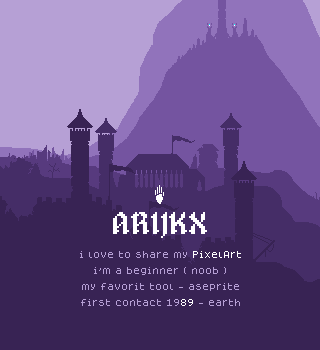 ARIJKX
i love to share my PixelArt
i'm a beginner ( noob )
my favorit tool - aseprite
first contact 1989 - earth